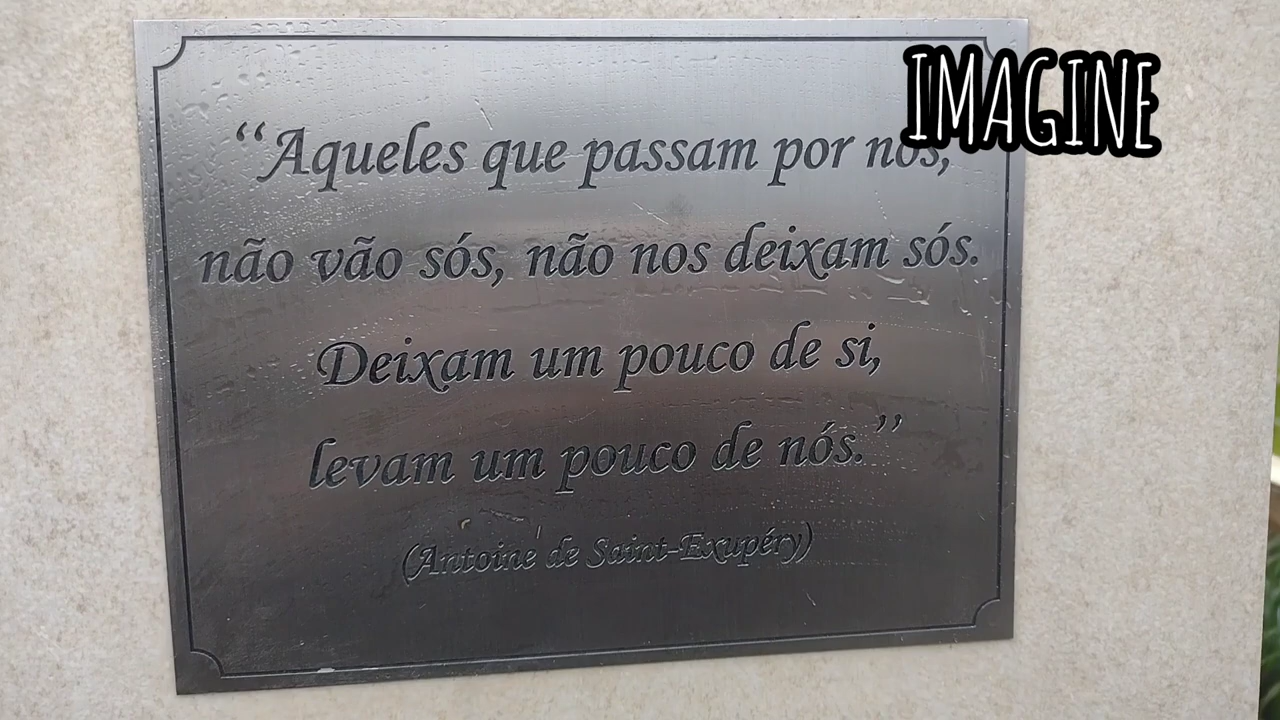 IMAGINE
“Aqueles que passam por nós,
não vão sós, não nos deixam sós.
Deixam um pouco de si,
levam um pouco de nós.”
(Antoine de Saint-Exupéry)